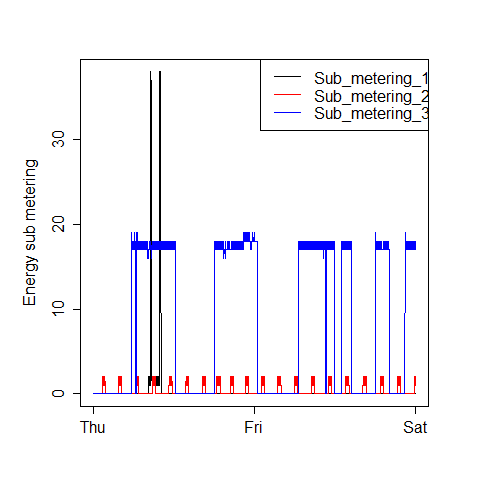 Sub_metering_1
Sub_metering_2
Sub_metering_3
Energy sub metering
30
20
10
0
Thu Fri Sat